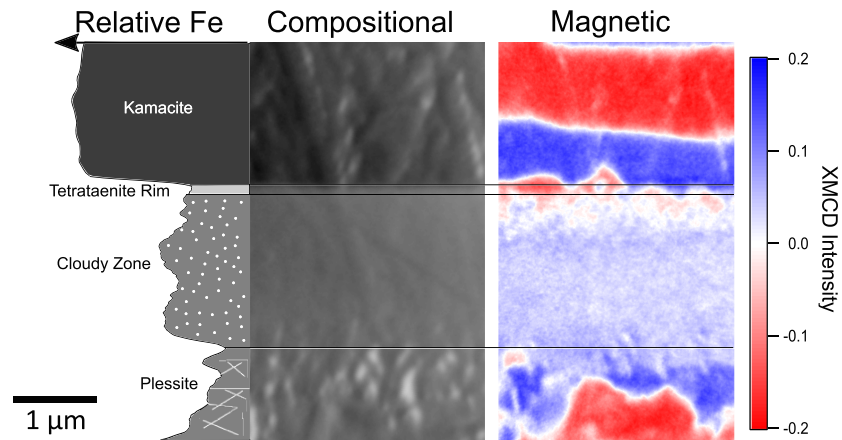 Relative Fe Compositional Magnetic
Kamacite
Tetrataenite Rim
Cloudy Zone
Plessite
1 µm
0.2
0.1
0.0
-0.1
-0.2
XMCD Intensity